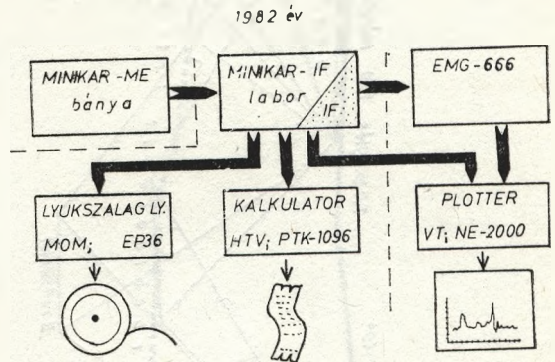 1982 év
MINIKAR-ME
bánya
MINIKAR-IF
labor
IF
EMG-666
LYUKSZALAG LY.
MOM; EP36
KALKULATOR
HTV; PTK-1096
PLOTTER
VT; NE-2000